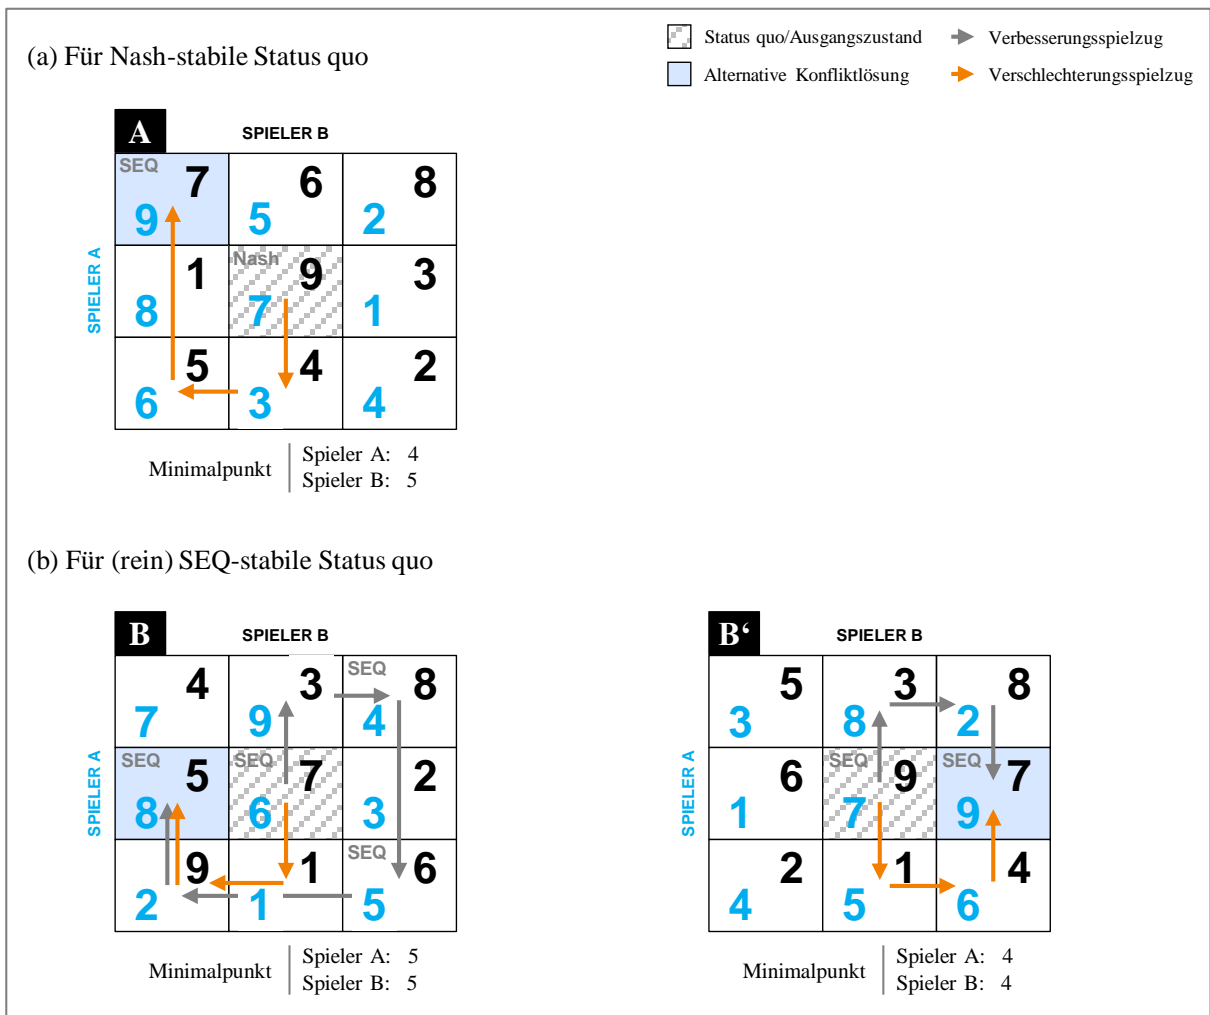 (a) Für Nash-stabile Status quo
Status quo/Ausgangszustand
Verbesserungsspielzug
Alternative Konfliktlösung
Verschlechterungsspielzug
A
SPIELER B
SPIELER A
SEQ
7 6 8
9 5 2
Nash
1 9 3
8 7 1
5 4 2
6 3 4
Minimalpunkt
Spieler A: 4
Spieler B: 5
(b) Für (rein) SEQ-stabile Status quo
B
SPIELER B
SPIELER A
SEQ
4 3 8
7 9 4
SEQ SEQ
5 7 2
8 6 3
SEQ
9 1 6
2 1 5
Minimalpunkt
Spieler A: 5
Spieler B: 5
B‘
SPIELER B
SPIELER A
5 3 8
3 8 2
SEQ SEQ
6 9 7
1 7 9
2 1 4
4 5 6
Minimalpunkt
Spieler A: 4
Spieler B: 4